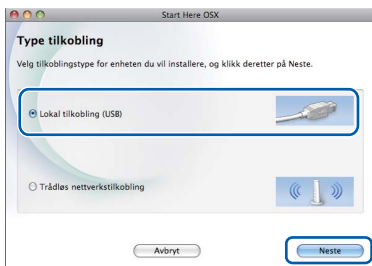 Start Here OSX
Type tilkobling
Velg tilkoblingstype for enheten du vil installere, og klikk deretter på Neste.
Lokal tilkobling (USB)
Trådløs nettverkstilkobling
Avbryt
Neste